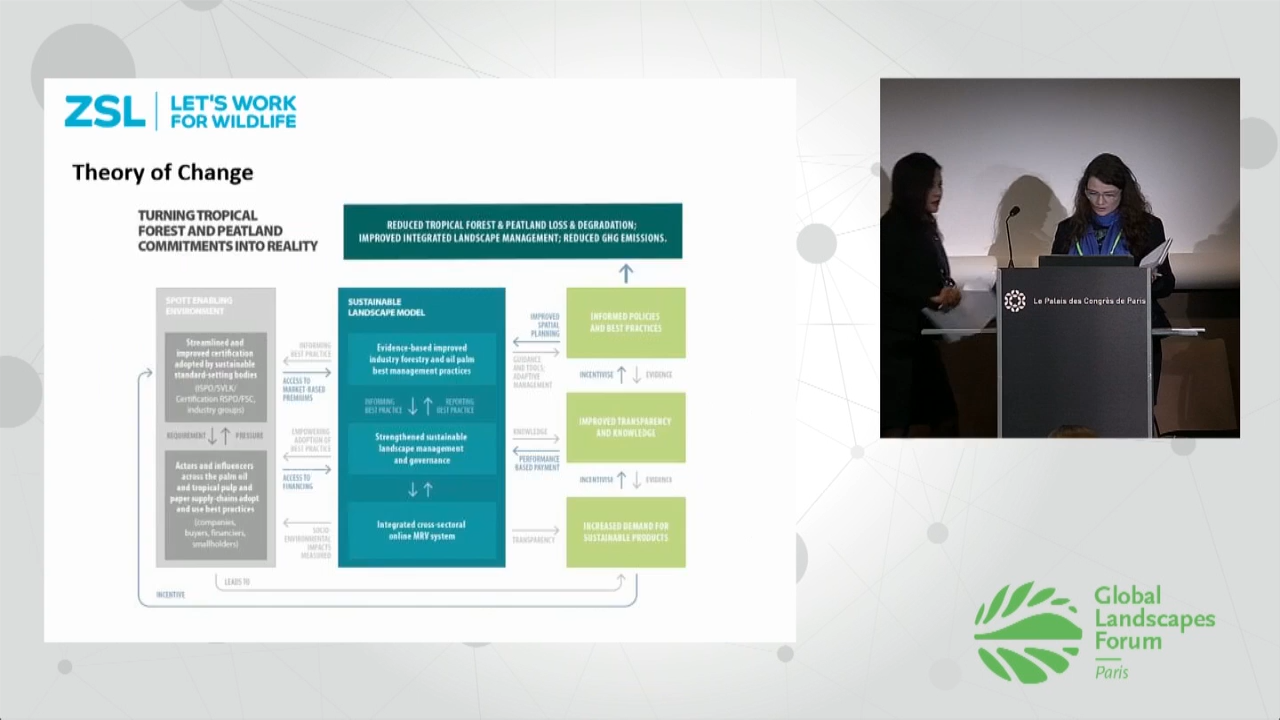 ZSL
LET'S WORK
FOR WILDLIFE
Theory of Change
TURNING TROPICAL
FOREST AND PEATLAND
COMMITMENTS INTO REALITY
REDUCED TROPICAL FOREST & PEATLAND LOSS & DEGRADATION;
IMPROVED INTEGRATED LANDSCAPE MANAGEMENT; REDUCED GHG EMISSIONS.
SPOTT ENABLING
ENVIRONMENT
Streamlined and
improved certification
adopted by sustainable
standard-setting bodies
(ISPO/SVLK/
Certification RSPO/FSC,
industry groups)
REQUIREMENT
PRESSURE
Actors and influencers
across the palm oil
and tropical pulp and
paper supply-chains adopt
and use best practices
(companies,
buyers, financiers,
smallholders)
INFORMING
BEST PRACTICE
ACCESS TO
MARKET-BASED
PREMIUMS
EMPOWERING
ADOPTION OF
BEST PRACTICE
ACCESS TO
FINANCING
SOCIO-
ENVIRONMENTAL
IMPACTS
MEASURED
SUSTAINABLE
LANDSCAPE MODEL
Evidence-based improved
industry forestry and oil palm
best management practices
INFORMING
BEST PRACTICE
REPORTING
BEST PRACTICE
Strengthened sustainable
landscape management
and governance
Integrated cross-sectoral
online MRV system
IMPROVED
SPATIAL
PLANNING
GUIDANCE
AND TOOLS;
ADAPTIVE
MANAGEMENT
KNOWLEDGE
PERFORMANCE
BASED PAYMENT
TRANSPARENCY
INFORMED POLICIES
AND BEST PRACTICES
INCENTIVISE
EVIDENCE
IMPROVED TRANSPARENCY
AND KNOWLEDGE
INCENTIVISE
EVIDENCE
INCREASED DEMAND FOR
SUSTAINABLE PRODUCTS
LEADS TO
INCENTIVE
Le Palais des Congrès de Paris
Global
Landscapes
Forum
Paris